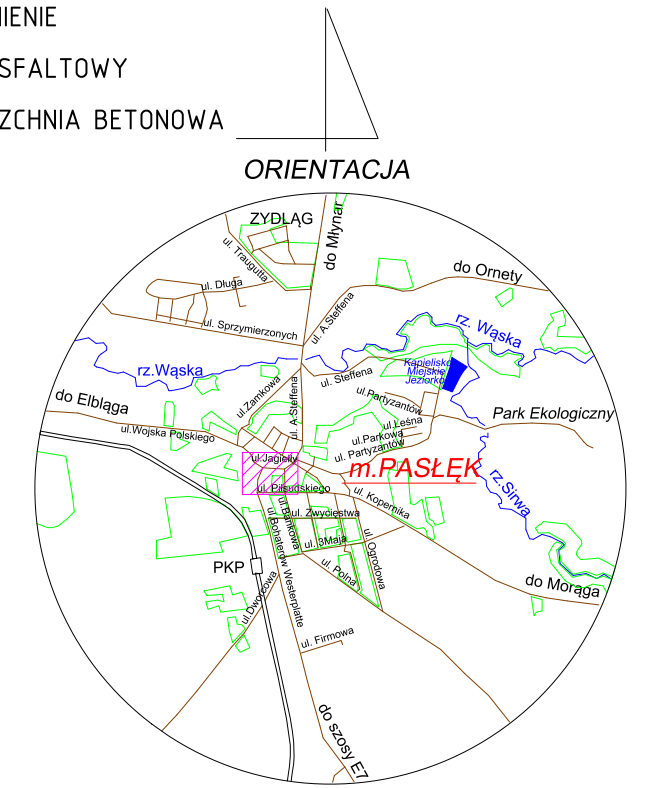 IENIE
SFALTOWY
ZCHNIA BETONOWA
ORIENTACJA
ZYDLĄG
do Młynar
ul. Traugutta
do Ornety
ul. Długa
ul. A.Steffena
ul. Sprzymierzonych
rz. Wąska
rz.Wąska
Kąpielisko
Miejskie
Jeziorko
ul. Steffena
ul.Zamkowa
ul. A.Steffena
ul.Partyzantów
do Elbląga
Park Ekologiczny
ul.Wojska Polskiego
ul.Leśna
ul.Parkowa
ul. Partyzantów
ul.Jagiełły
m.PASŁĘK
rz.Sirwa
ul. Piłsudskiego
ul. Kopernika
ul.Bankowa
ul. Zwycięstwa
ul.Bohaterów Westerplatte
ul. 3Maja
ul. Ogrodowa
PKP
ul. Polna
do Morąga
ul.Dworcowa
ul. Firmowa
do szosy E7